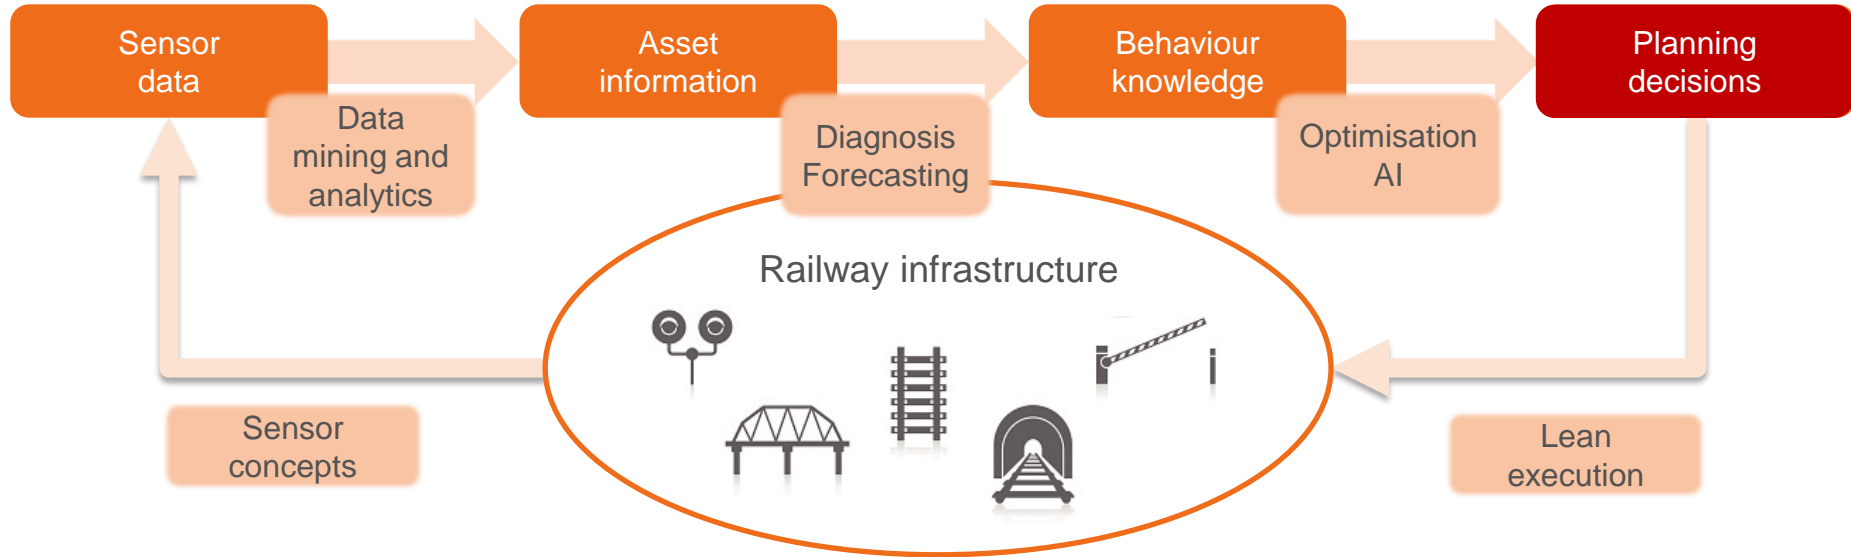 Sensor
data
Asset
information
Behaviour
knowledge
Planning
decisions
Data
mining and
analytics
Diagnosis
Forecasting
Optimisation
AI
Railway infrastructure
Sensor
concepts
Lean
execution